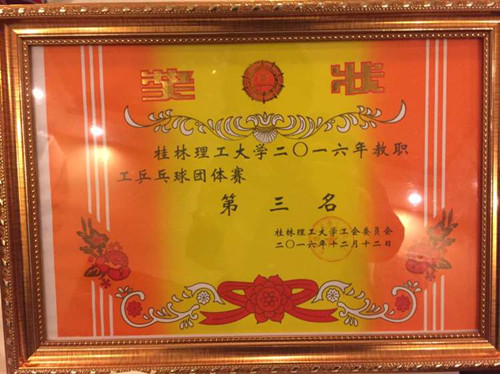 奖 状
桂林理工大学二〇一六年教职
工乒乓球团体赛
第 三 名
桂林理工大学工会委员会
二〇一六年十二月十二日